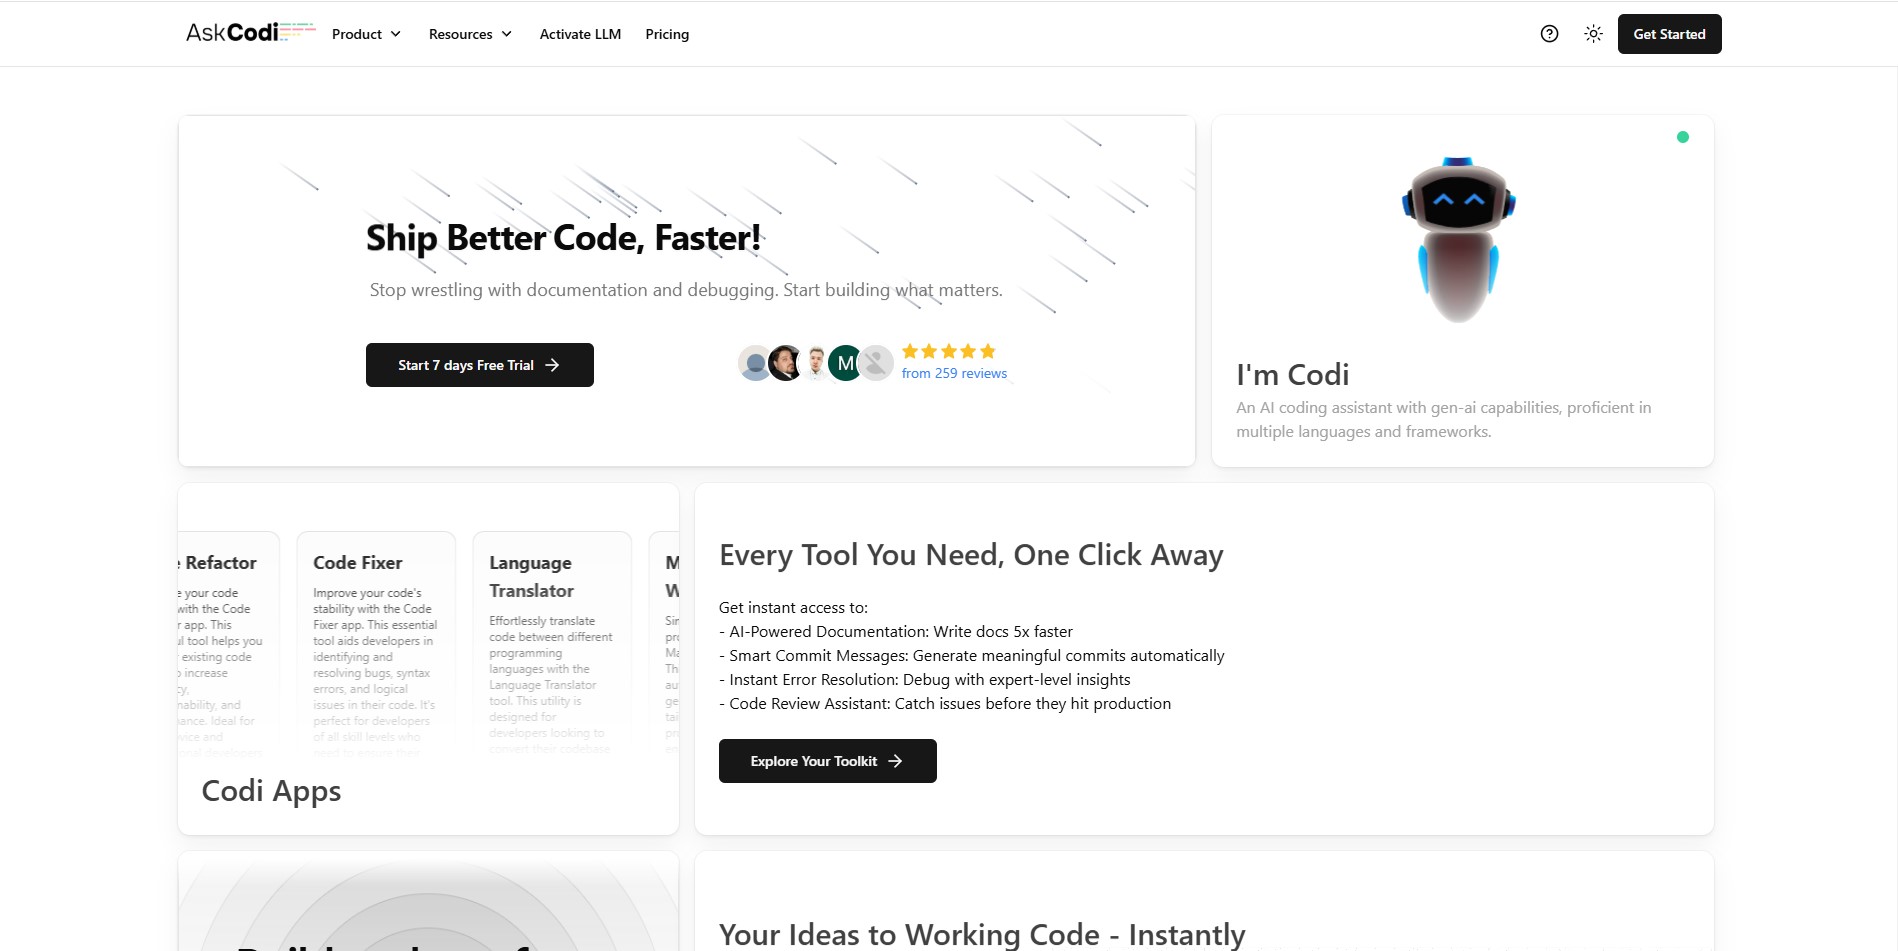 AskCodi
Product
Resources
Activate LLM
Pricing
Get Started
Ship Better Code, Faster!
Stop wrestling with documentation and debugging. Start building what matters.
Start 7 days Free Trial
M
from 259 reviews
I'm Codi
An AI coding assistant with gen-ai capabilities, proficient in
multiple languages and frameworks.
Refactor
your code
with the Code
app. This
tool helps you
existing code
increase
and
Ideal for
and
Code Fixer
Improve your code's
stability with the Code
Fixer app. This essential
tool aids developers in
identifying and
resolving bugs, syntax
errors, and logical
issues in their code. It's
perfect for developers
of all skill levels who
need to ensure their
Language
Translator
Effortlessly translate
code between different
programming
languages with the
Language Translator
tool. This utility is
designed for
developers looking to
convert their codebase
Codi Apps
Every Tool You Need, One Click Away
Get instant access to:
- AI-Powered Documentation: Write docs 5x faster
- Smart Commit Messages: Generate meaningful commits automatically
- Instant Error Resolution: Debug with expert-level insights
- Code Review Assistant: Catch issues before they hit production
Explore Your Toolkit
Your Ideas to Working Code - Instantly